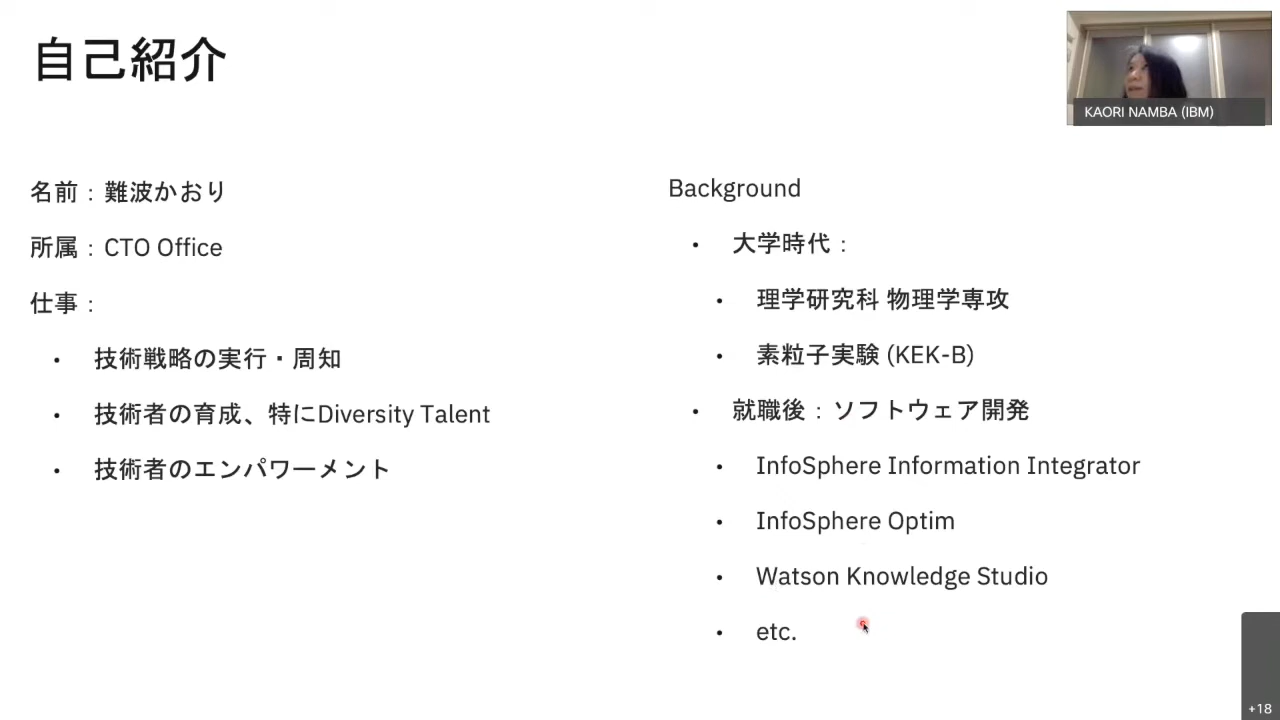 自己紹介
KAORI NAMBA (IBM)
名前：難波かおり
所属：CTO Office
仕事：
• 技術戦略の実行・周知
• 技術者の育成、特にDiversity Talent
• 技術者のエンパワーメント
Background
• 大学時代：
• 理学研究科 物理学専攻
• 素粒子実験 (KEK-B)
• 就職後：ソフトウェア開発
• InfoSphere Information Integrator
• InfoSphere Optim
• Watson Knowledge Studio
• etc.
+18